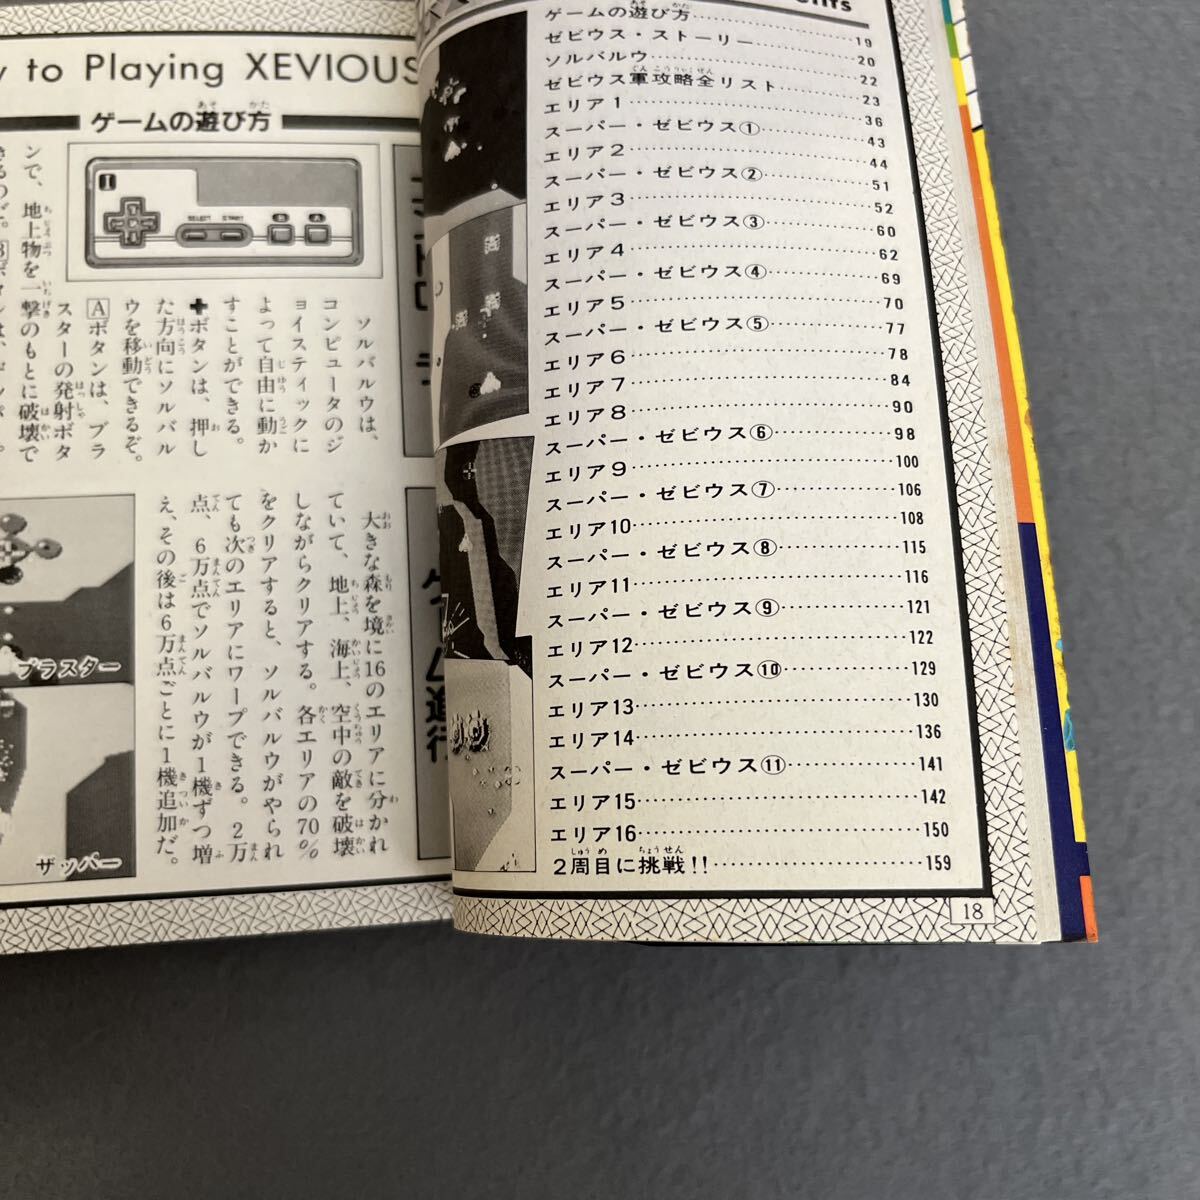 to Playing XEVIOUS
ゲームの遊び方
I
SELECT START
B A
ソルバルウは、
コンピュータのジ
ョイスティックに
よって自由に動か
すことができる。
✚ボタンは、押し
た方向にソルバル
ウを移動できるぞ。
Aボタンは、ブラ
スターの発射ボタ
撃のもとに破壊で
ンで、地上物を一
大きな森を境に16のエリアに分かれ
ていて、地上、海上、空中の敵を破壊
しながらクリアする。各エリアの70%
をクリアすると、ソルバルウがやられ
ても次のエリアにワープできる。2万
点、6万点でソルバルウが1機ずつ増
え、その後は6万点ごとに1機追加だ。
ブラスター
ザッパー
ゲームの遊び方 19
ゼビウス・ストーリー 20
ソルバルウ 22
ゼビウス軍攻略全リスト 23
エリア1 36
スーパー・ゼビウス① 43
エリア2 44
スーパー・ゼビウス② 51
エリア3 52
スーパー・ゼビウス③ 60
エリア4 62
スーパー・ゼビウス④ 69
エリア5 70
スーパー・ゼビウス⑤ 77
エリア6 78
エリア7 84
エリア8 90
スーパー・ゼビウス⑥ 98
エリア9 100
スーパー・ゼビウス⑦ 106
エリア10 108
スーパー・ゼビウス⑧ 115
エリア11 116
スーパー・ゼビウス⑨ 121
エリア12 122
スーパー・ゼビウス⑩ 129
エリア13 130
エリア14 136
スーパー・ゼビウス⑪ 141
エリア15 142
エリア16 150
2周目に挑戦!! 159
18